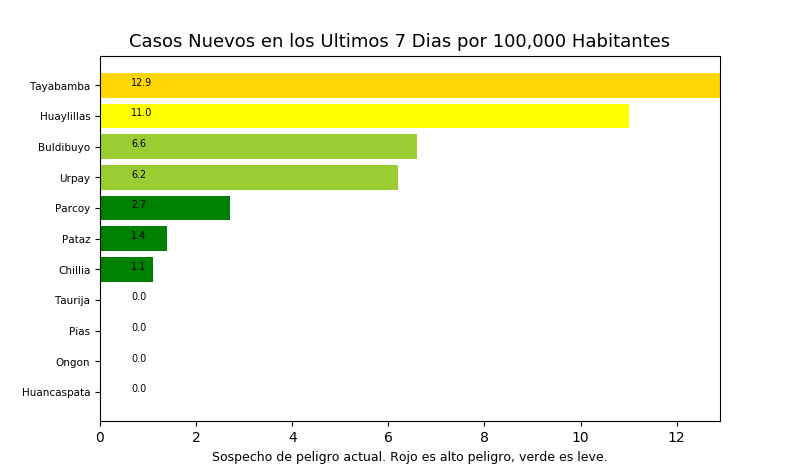 Casos Nuevos en los Ultimos 7 Dias por 100,000 Habitantes
Tayabamba 12.9
Huaylillas 11.0
Buldibuyo 6.6
Urpay 6.2
Parcoy 2.7
Pataz 1.4
Chillia 1.1
Taurija 0.0
Pias 0.0
Ongon 0.0
Huancaspata 0.0
0 2 4 6 8 10 12
Sospecho de peligro actual. Rojo es alto peligro, verde es leve.